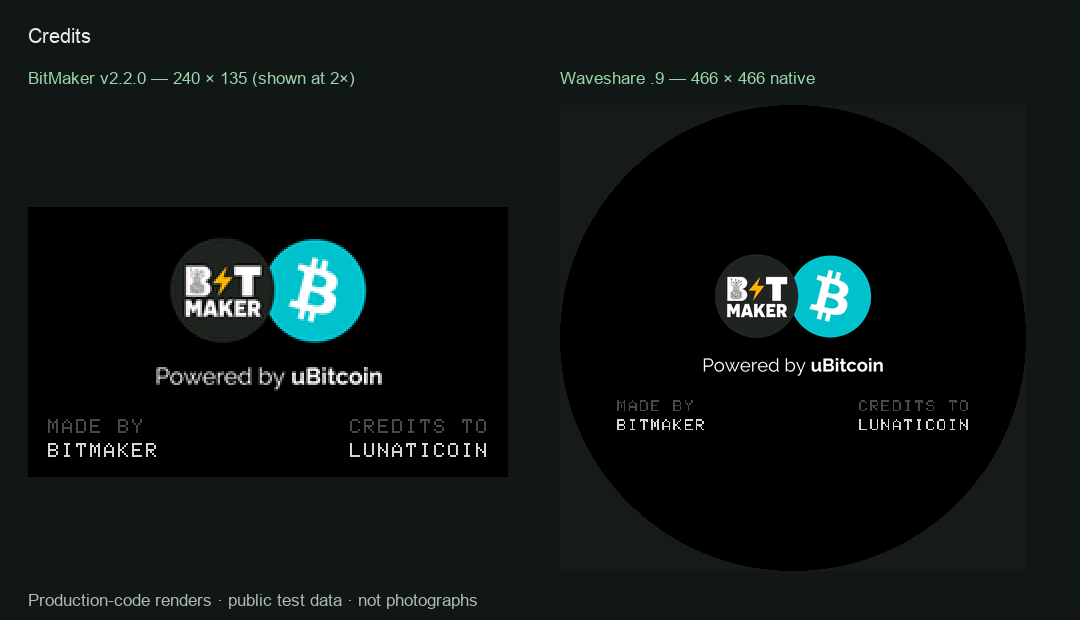 Credits
BitMaker v2.2.0 — 240 × 135 (shown at 2×)
B⚡T
MAKER
Powered by uBitcoin
MADE BY
BITMAKER
CREDITS TO
LUNATICOIN
Waveshare .9 — 466 × 466 native
B⚡T
MAKER
Powered by uBitcoin
MADE BY
BITMAKER
CREDITS TO
LUNATICOIN
Production-code renders · public test data · not photographs